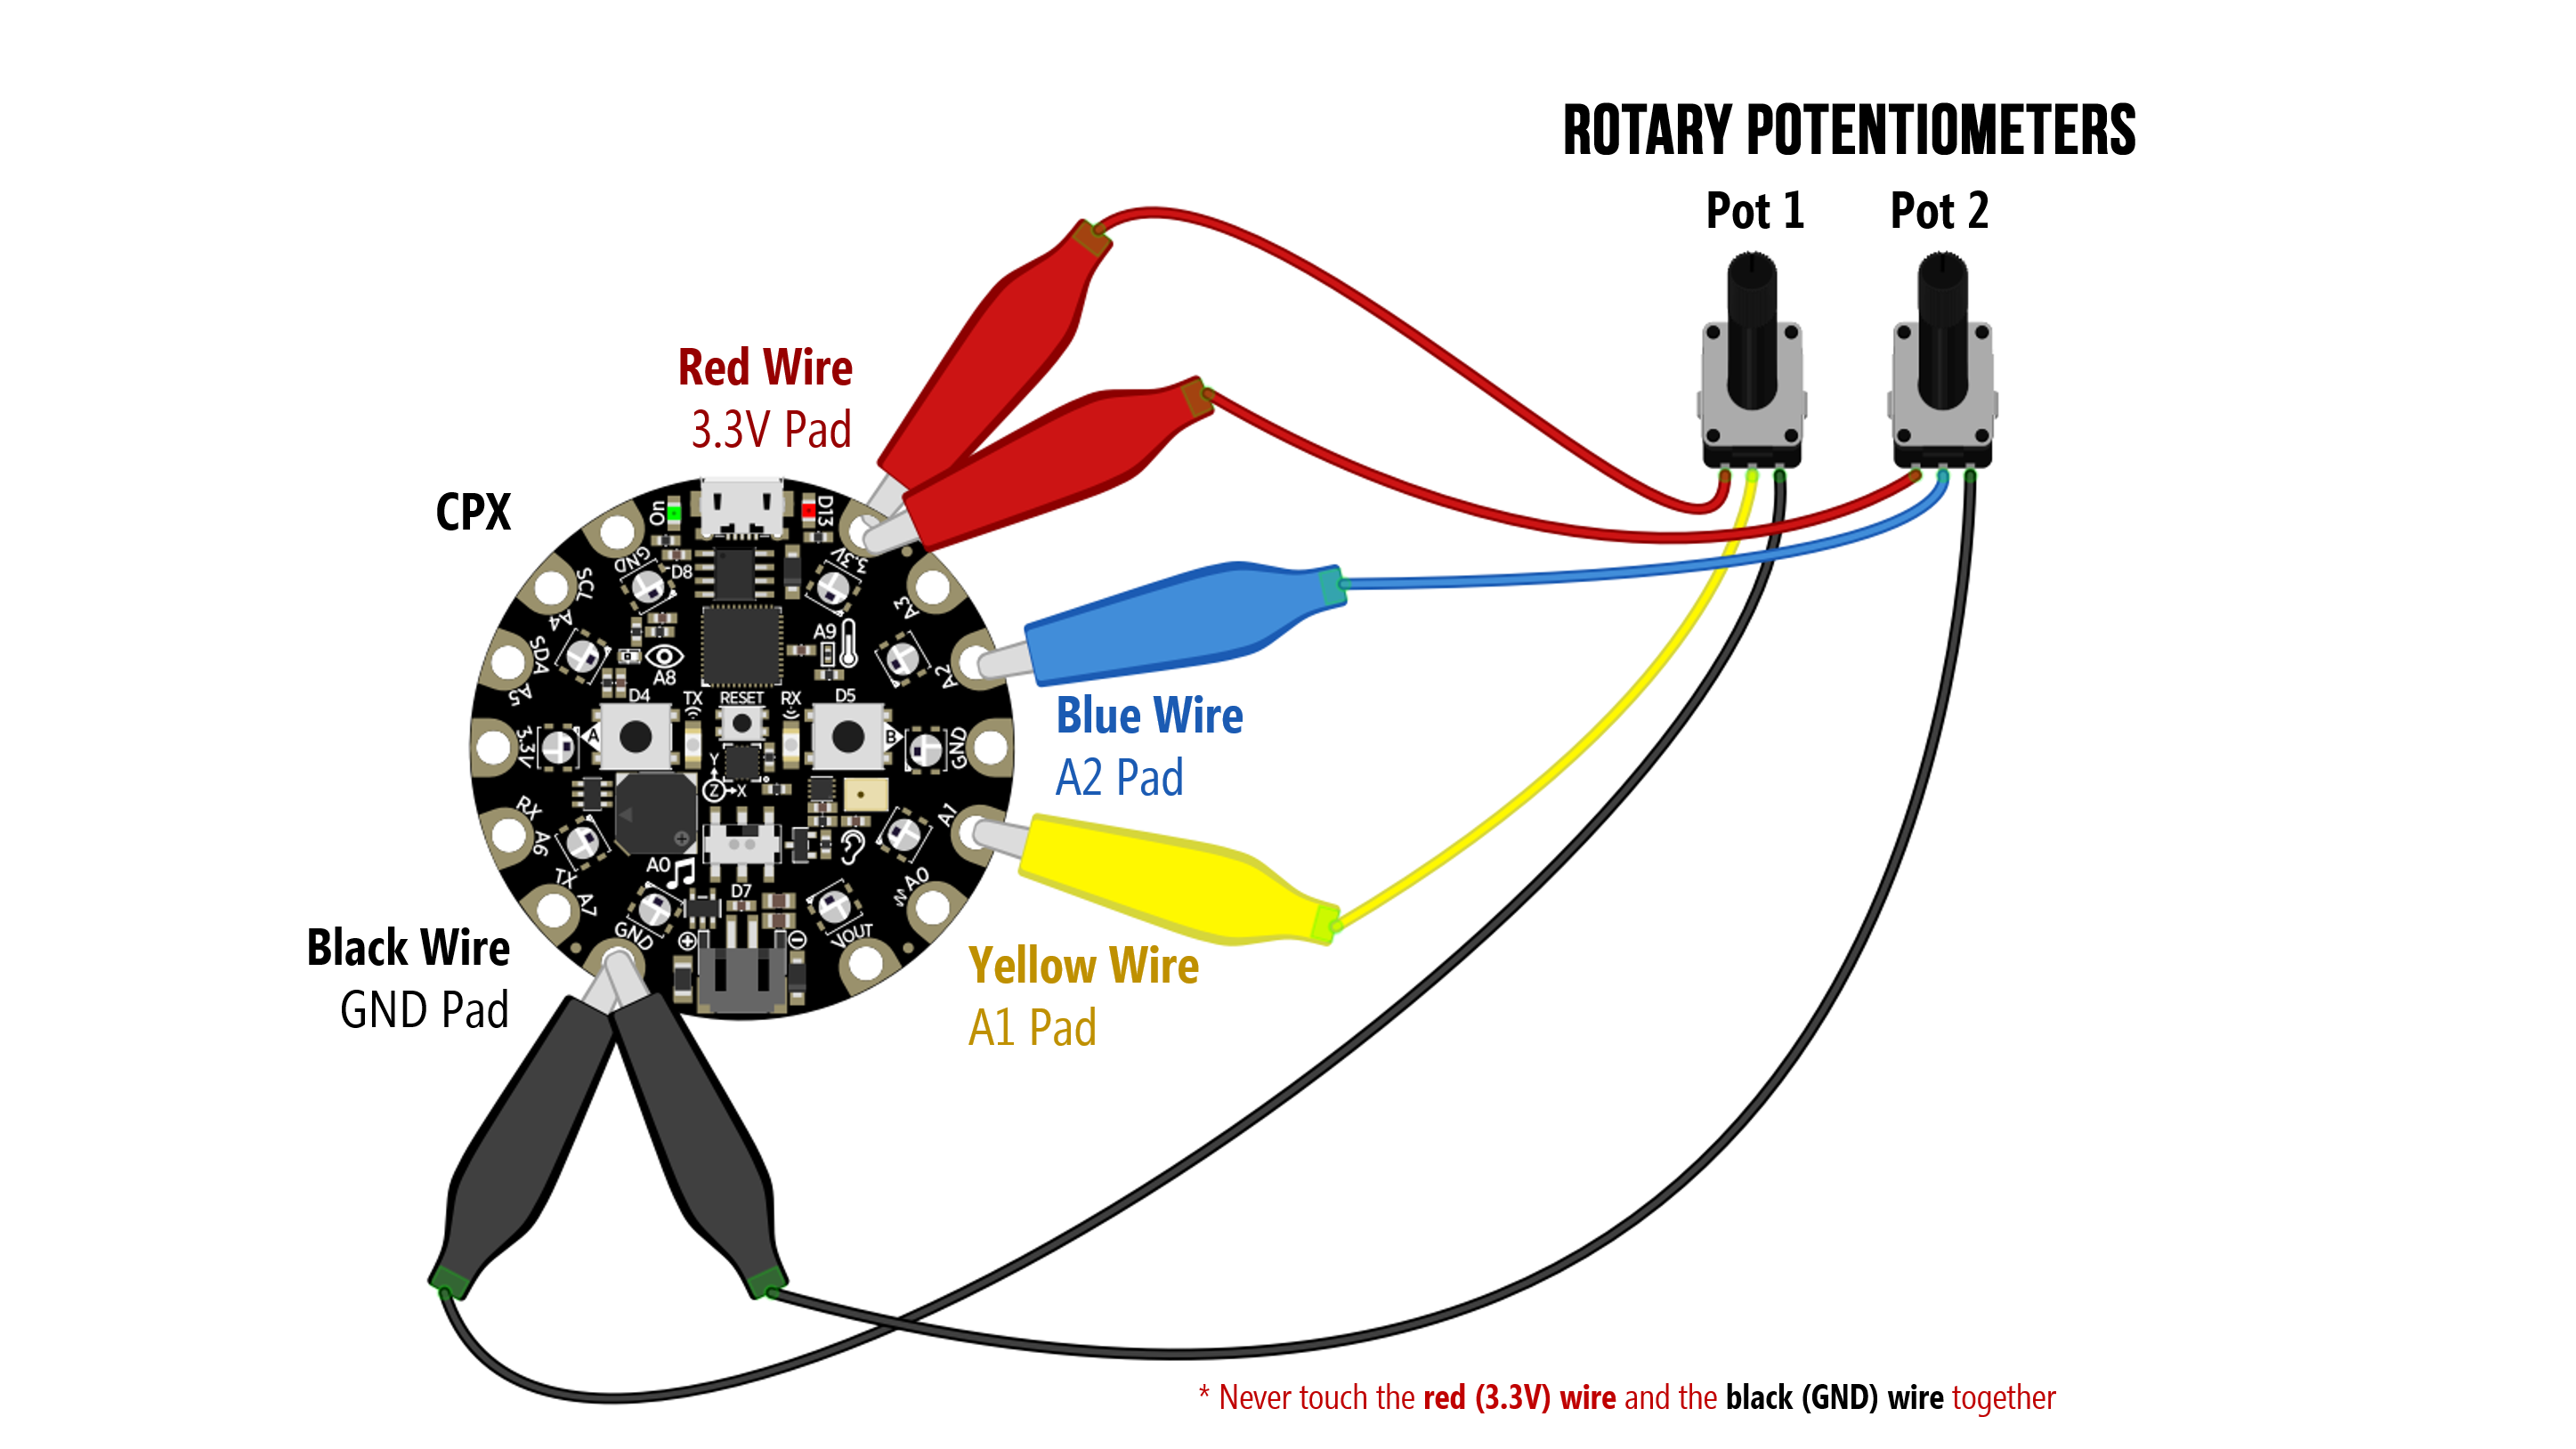 ROTARY POTENTIOMETERS
Pot 1
Pot 2
Red Wire
3.3V Pad
CPX
On
D13
GND
D8
3.3V
SCL
A4
A3
SDA
A5
A9
A8
A2
D4
TX
RESET
RX
D5
A
B
3.3V
GND
Y
Z
X
Blue Wire
A2 Pad
RX
A6
A1
A0
TX
A7
D7
A0
GND
VOUT
Black Wire
GND Pad
Yellow Wire
A1 Pad
* Never touch the red (3.3V) wire and the black (GND) wire together